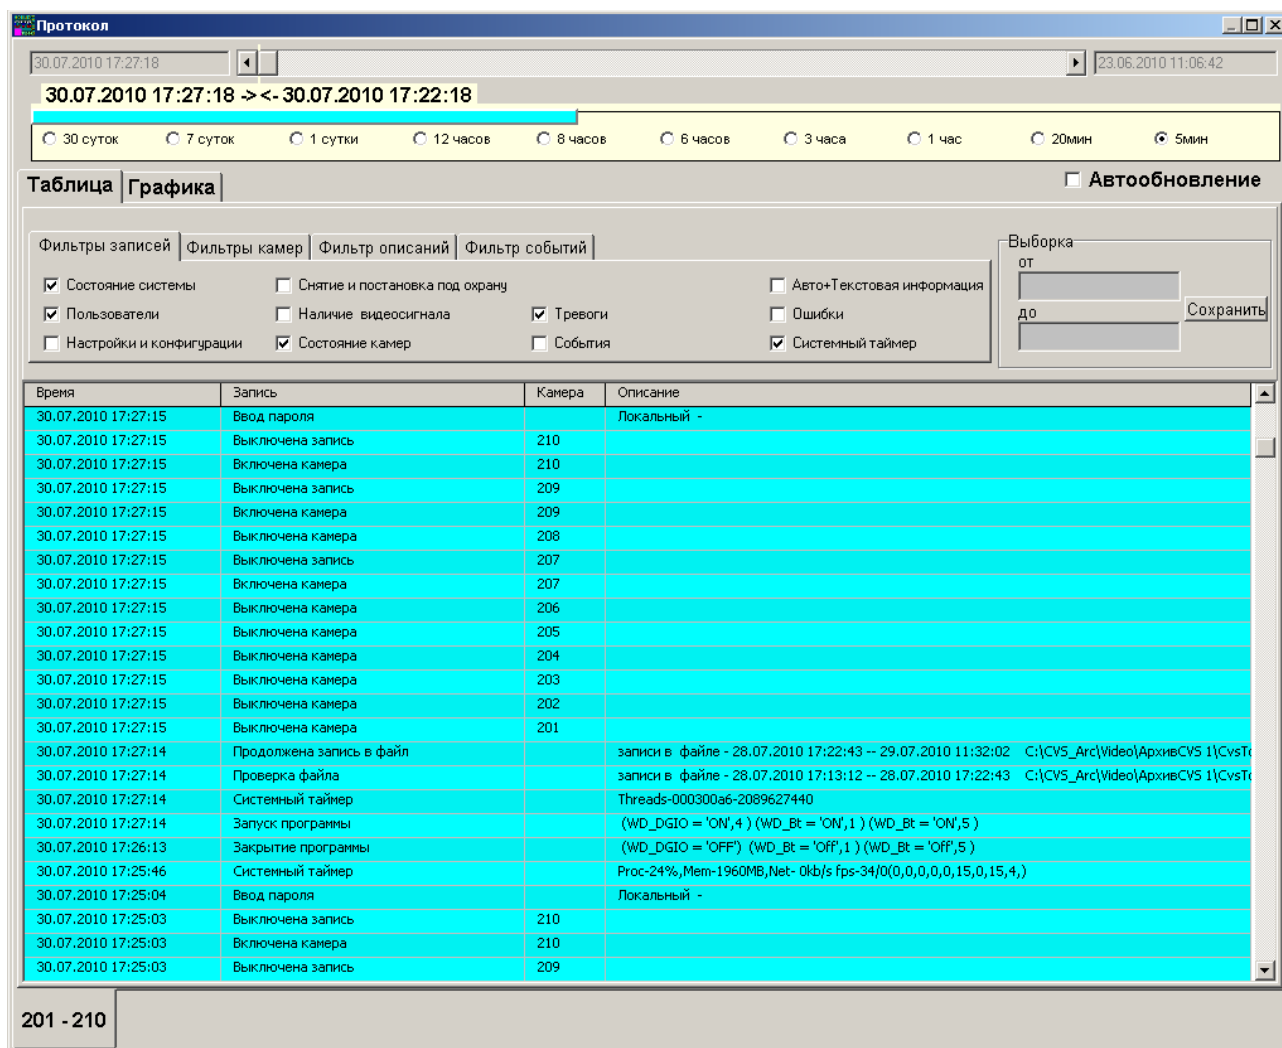 Протокол
30.07.2010 17:27:18 23.06.2010 11:06:42
30.07.2010 17:27:18 -> <- 30.07.2010 17:22:18
30 суток 7 суток 1 сутки 12 часов 8 часов 6 часов 3 часа 1 час 20мин 5мин
Таблица Графика Автообновление
Фильтры записей Фильтры камер Фильтр описаний Фильтр событий Выборка
Состояние системы Снятие и постановка под охрану Авто+Текстовая информация от
Пользователи Наличие видеосигнала Тревоги Ошибки до Сохранить
Настройки и конфигурации Состояние камер События Системный таймер
Время Запись Камера Описание
30.07.2010 17:27:15 Ввод пароля Локальный -
30.07.2010 17:27:15 Выключена запись 210
30.07.2010 17:27:15 Включена камера 210
30.07.2010 17:27:15 Выключена запись 209
30.07.2010 17:27:15 Включена камера 209
30.07.2010 17:27:15 Выключена камера 208
30.07.2010 17:27:15 Выключена запись 207
30.07.2010 17:27:15 Включена камера 207
30.07.2010 17:27:15 Выключена камера 206
30.07.2010 17:27:15 Выключена камера 205
30.07.2010 17:27:15 Выключена камера 204
30.07.2010 17:27:15 Выключена камера 203
30.07.2010 17:27:15 Выключена камера 202
30.07.2010 17:27:15 Выключена камера 201
30.07.2010 17:27:14 Продолжена запись в файл записи в файле - 28.07.2010 17:22:43 -- 29.07.2010 11:32:02 C:\CVS_Arc\Video\АрхивCVS 1\CvsTo
30.07.2010 17:27:14 Проверка файла записи в файле - 28.07.2010 17:13:12 -- 28.07.2010 17:22:43 C:\CVS_Arc\Video\АрхивCVS 1\CvsTo
30.07.2010 17:27:14 Системный таймер Threads-000300a6-2089627440
30.07.2010 17:27:14 Запуск программы (WD_DGIO = 'ON',4 ) (WD_Bt = 'ON',1 ) (WD_Bt = 'ON',5 )
30.07.2010 17:26:13 Закрытие программы (WD_DGIO = 'OFF') (WD_Bt = 'Off',1 ) (WD_Bt = 'Off',5 )
30.07.2010 17:25:46 Системный таймер Proc-24%,Mem-1960MB,Net- 0kb/s fps-34/0(0,0,0,0,0,15,0,15,4,)
30.07.2010 17:25:04 Ввод пароля Локальный -
30.07.2010 17:25:03 Выключена запись 210
30.07.2010 17:25:03 Включена камера 210
30.07.2010 17:25:03 Выключена запись 209
201 - 210